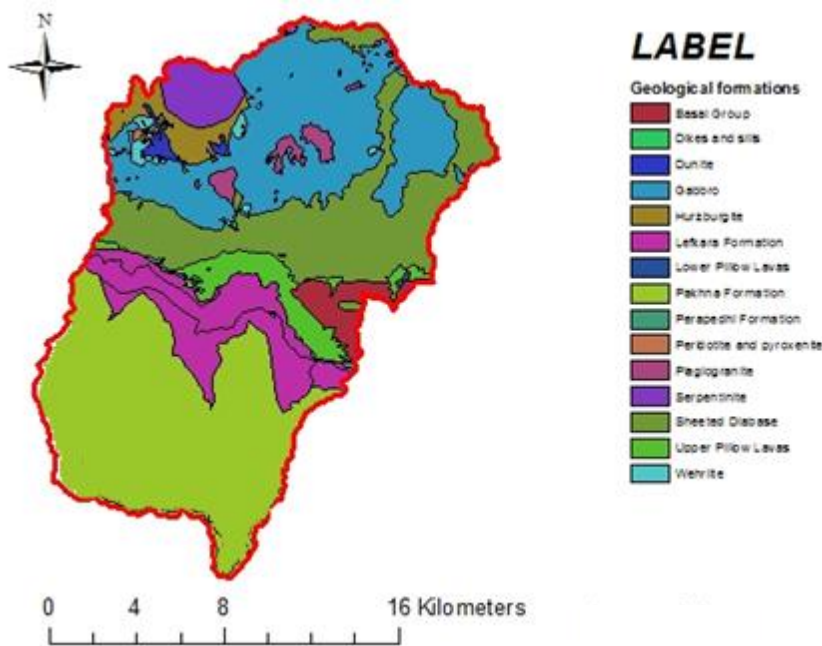 N
LABEL
Geological formations
Basal Group
Dikes and sills
Dunite
Gabbro
Hurzburgite
Lefkara Formation
Lower Pillow Lavas
Pakhna Formation
Perapedhi Formation
Peridotite and pyroxenite
Plagiogranite
Serpentinite
Sheeted Diabase
Upper Pillow Lavas
Wehrlite
0 4 8 16 Kilometers